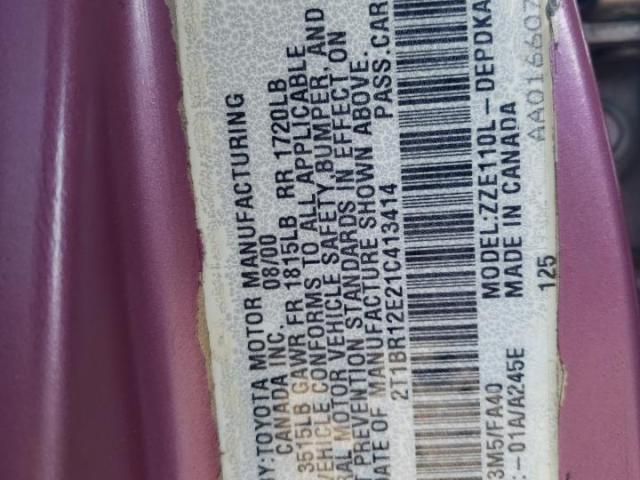 BY:TOYOTA MOTOR MANUFACTURING
CANADA INC. 08/00
3515LB GAWR FR 1815LB RR 1720LB
VEHICLE CONFORMS TO ALL APPLICABLE
RAL MOTOR VEHICLE SAFETY,BUMPER, AND
PREVENTION STANDARDS IN EFFECT ON
DATE OF MANUFACTURE SHOWN ABOVE.
2T1BR12E21C413414 PASS.CAR
MODEL:ZZE110L-DEPDKA
MADE IN CANADA
125 AA016607
3M5/FA40
:-01A/A245E